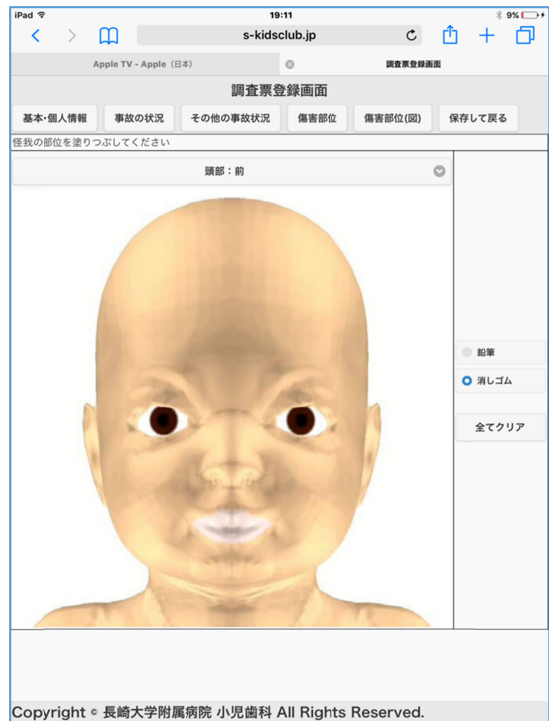 iPad 19:11 9%
s-kidsclub.jp
Apple TV - Apple（日本） 調査票登録画面
調査票登録画面
基本・個人情報 事故の状況 その他の事故状況 傷害部位 傷害部位(図) 保存して戻る
怪我の部位を塗りつぶしてください
頭部：前
鉛筆
消しゴム
全てクリア
Copyright © 長崎大学附属病院 小児歯科 All Rights Reserved.